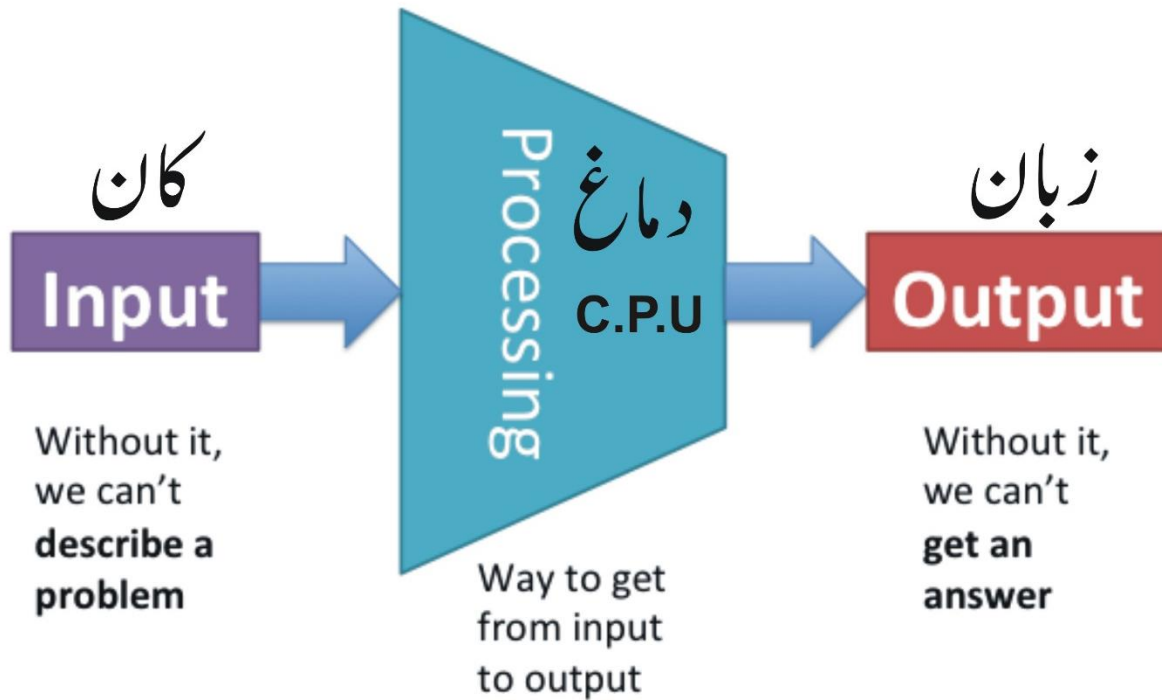 کان
Input
Without it,
we can't
describe a
problem
Processing
دماغ
C.P.U
Way to get
from input
to output
زبان
Output
Without it,
we can't
get an
answer